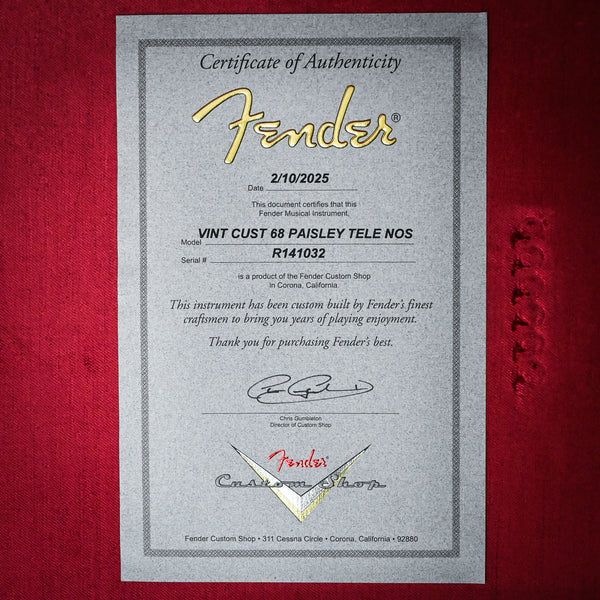 Certificate of Authenticity
Fender®
2/10/2025
Date
This document certifies that this
Fender Musical Instrument,
VINT CUST 68 PAISLEY TELE NOS
Model
R141032
Serial #
is a product of the Fender Custom Shop
in Corona, California.
This instrument has been custom built by Fender's finest
craftsmen to bring you years of playing enjoyment.
Thank you for purchasing Fender's best.
Chris Gumbleton
Director of Custom Shop
Fender
Custom Shop
Fender Custom Shop • 311 Cessna Circle • Corona, California • 92880